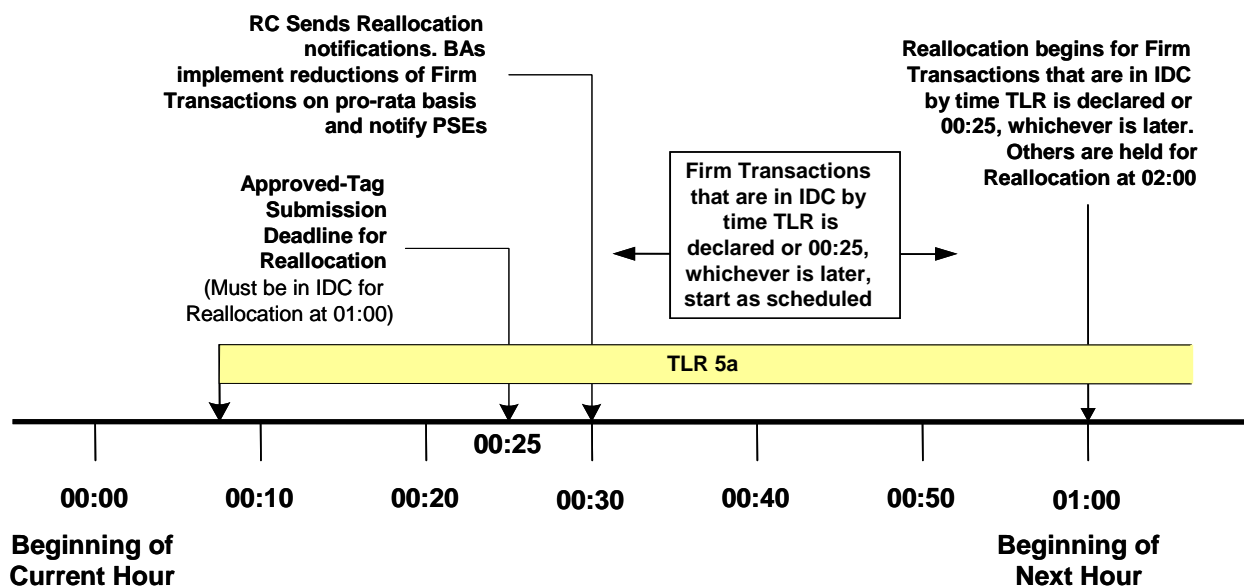 RC Sends Reallocation
notifications. BAs
implement reductions of Firm
Transactions on pro-rata basis
and notify PSEs
Reallocation begins for Firm
Transactions that are in IDC
by time TLR is declared or
00:25, whichever is later.
Others are held for
Reallocation at 02:00
Approved-Tag
Submission
Deadline for
Reallocation
(Must be in IDC for
Reallocation at 01:00)
Firm Transactions
that are in IDC by
time TLR is
declared or 00:25,
whichever is later,
start as scheduled
TLR 5a
00:25
00:00
00:10
00:20
00:30
00:40
00:50
01:00
Beginning of
Current Hour
Beginning of
Next Hour